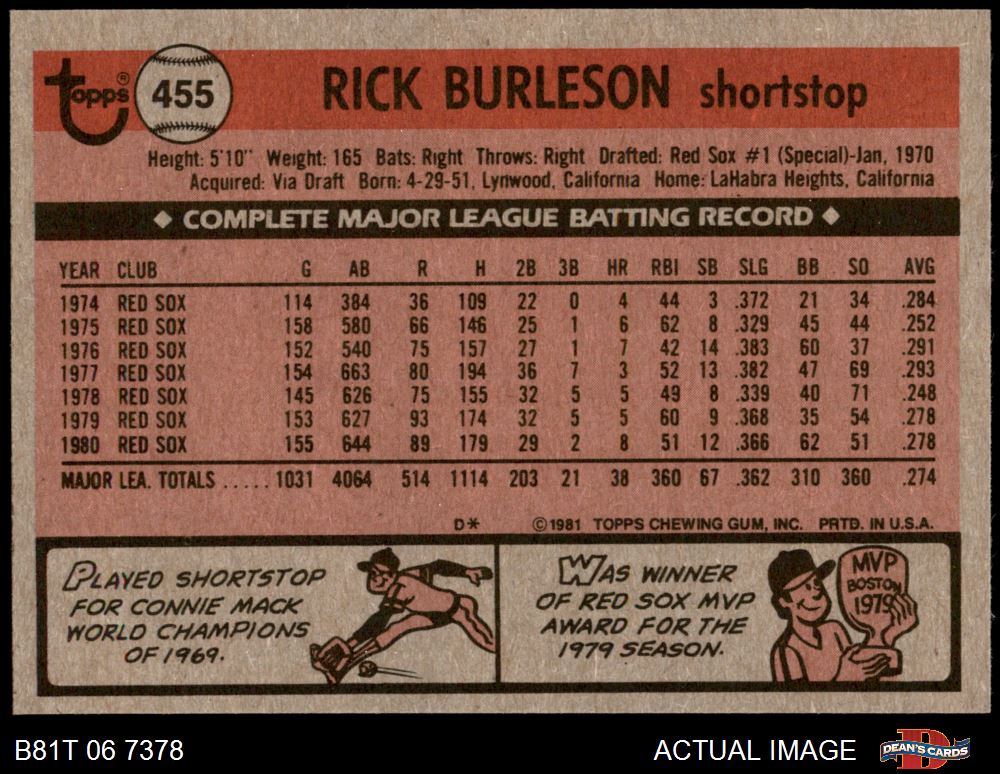 Topps® 455 RICK BURLESON shortstop
Height: 5'10" Weight: 165 Bats: Right Throws: Right Drafted: Red Sox #1 (Special)-Jan, 1970
Acquired: Via Draft Born: 4-29-51, Lynwood, California Home: LaHabra Heights, California
◆ COMPLETE MAJOR LEAGUE BATTING RECORD ◆
YEAR CLUB G AB R H 2B 3B HR RBI SB SLG BB SO AVG
1974 RED SOX 114 384 36 109 22 0 4 44 3 .372 21 34 .284
1975 RED SOX 158 580 66 146 25 1 6 62 8 .329 45 44 .252
1976 RED SOX 152 540 75 157 27 1 7 42 14 .383 60 37 .291
1977 RED SOX 154 663 80 194 36 7 3 52 13 .382 47 69 .293
1978 RED SOX 145 626 75 155 32 5 5 49 8 .339 40 71 .248
1979 RED SOX 153 627 93 174 32 5 5 60 9 .368 35 54 .278
1980 RED SOX 155 644 89 179 29 2 8 51 12 .366 62 51 .278
MAJOR LEA. TOTALS ..... 1031 4064 514 1114 203 21 38 360 67 .362 310 360 .274
D* ©1981 TOPPS CHEWING GUM, INC. PRTD. IN U.S.A.
PLAYED SHORTSTOP
FOR CONNIE MACK
WORLD CHAMPIONS
OF 1969.
WAS WINNER
OF RED SOX MVP
AWARD FOR THE
1979 SEASON.
MVP
BOSTON
1979
B81T 06 7378 ACTUAL IMAGE DEAN'S CARDS